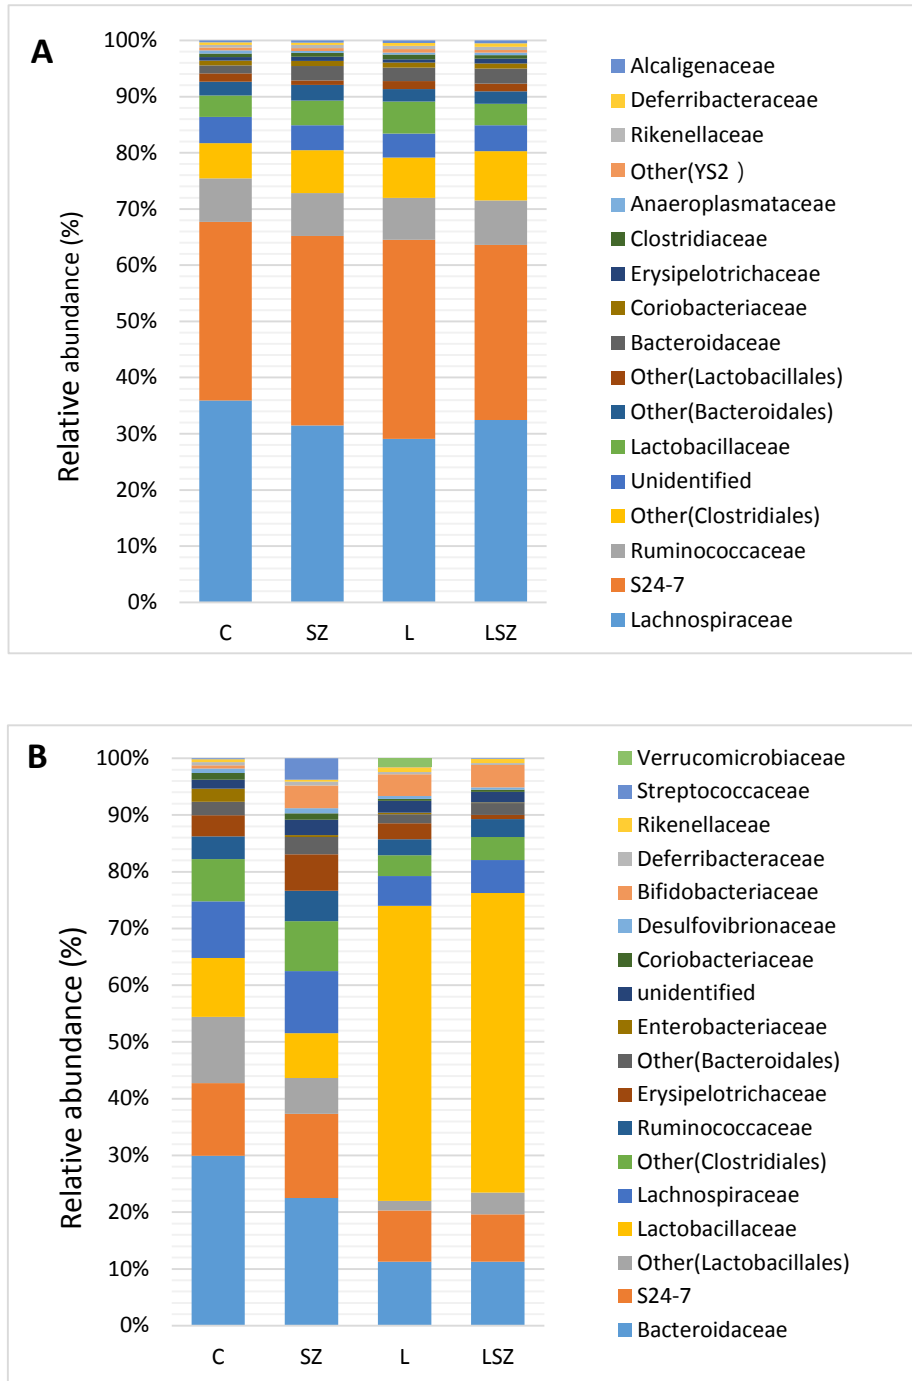 A
100%
90%
80%
70%
60%
50%
40%
30%
20%
10%
0%
Relative abundance (%)
C SZ L LSZ
Alcaligenaceae
Deferribacteraceae
Rikenellaceae
Other(YS2 ）
Anaeroplasmataceae
Clostridiaceae
Erysipelotrichaceae
Coriobacteriaceae
Bacteroidaceae
Other(Lactobacillales)
Other(Bacteroidales)
Lactobacillaceae
Unidentified
Other(Clostridiales)
Ruminococcaceae
S24-7
Lachnospiraceae
B
100%
90%
80%
70%
60%
50%
40%
30%
20%
10%
0%
Relative abundance (%)
C SZ L LSZ
Verrucomicrobiaceae
Streptococcaceae
Rikenellaceae
Deferribacteraceae
Bifidobacteriaceae
Desulfovibrionaceae
Coriobacteriaceae
unidentified
Enterobacteriaceae
Other(Bacteroidales)
Erysipelotrichaceae
Ruminococcaceae
Other(Clostridiales)
Lachnospiraceae
Lactobacillaceae
Other(Lactobacillales)
S24-7
Bacteroidaceae